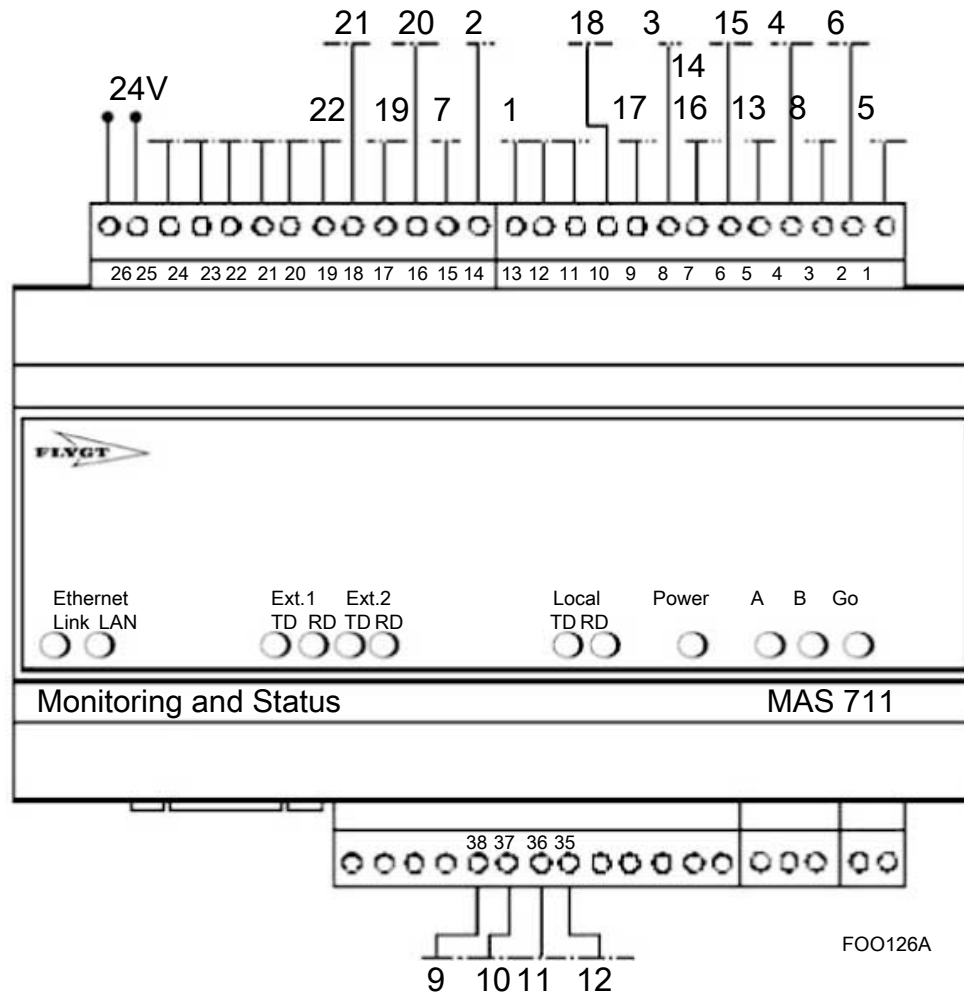 21 20 2 18 3 15 4 6
14
24V 22 19 7 1 17 16 13 8 5
26 25 24 23 22 21 20 19 18 17 16 15 14 13 12 11 10 9 8 7 6 5 4 3 2 1
FLYGT
Ethernet Ext.1 Ext.2 Local Power A B Go
Link LAN TD RD TD RD TD RD
Monitoring and Status MAS 711
38 37 36 35
FOO126A
9 10 11 12